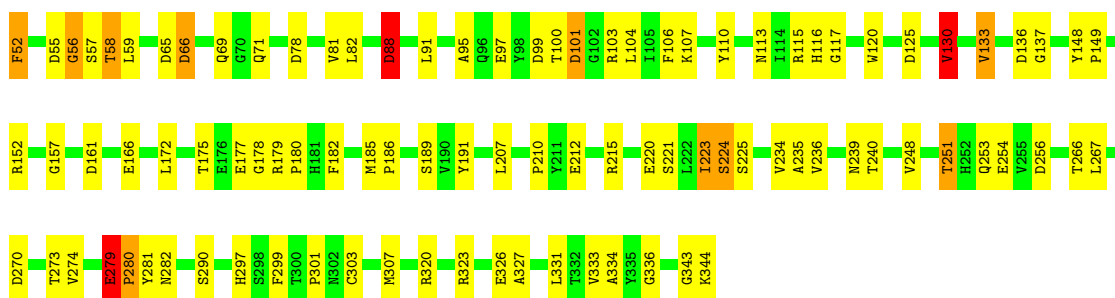 F52 D55 G56 S57 T58 L59 D65 D66 Q69 G70 Q71 D78 V81 L82 D88 L91 A95 Q96 E97 Y98 D99 T100 D101 G102 R103 L104 I105 F106 K107 Y110 N113 I114 R115 H116 G117 W120 D125 V130 V133 D136 G137 Y148 P149
R152 G157 D161 E166 L172 T175 E176 E177 G178 R179 P180 H181 F182 M185 P186 S189 V190 Y191 L207 P210 Y211 E212 R215 E220 S221 L222 I223 S224 S225 V234 A235 V236 N239 T240 V248 T251 H252 Q253 E254 V255 D256 T266 L267
D270 T273 V274 E279 P280 Y281 N282 S290 H297 S298 F299 T300 P301 N302 C303 M307 R320 R323 E326 A327 L331 T332 V333 A334 Y335 G336 G343 K344